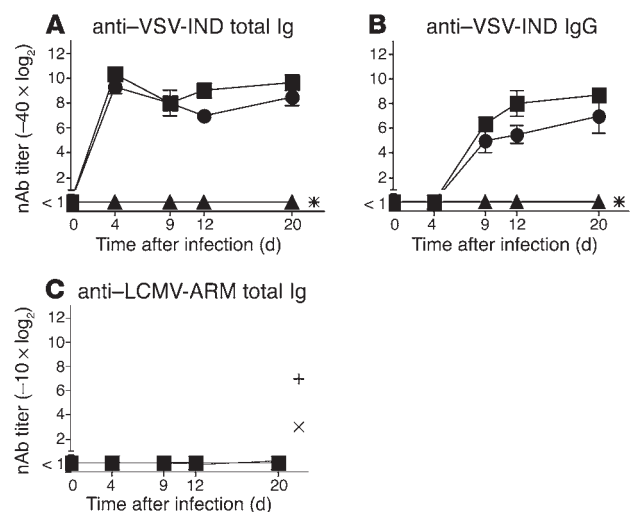 A anti–VSV-IND total Ig
nAb titer (–40 × log2)
12
10
8
6
4
2
< 1
*
0 4 9 12 20
Time after infection (d)
B anti–VSV-IND IgG
12
10
8
6
4
2
< 1
*
0 4 9 12 20
Time after infection (d)
C anti–LCMV-ARM total Ig
nAb titer (–10 × log2)
12
10
8
6
4
2
< 1
+
×
0 4 9 12 20
Time after infection (d)